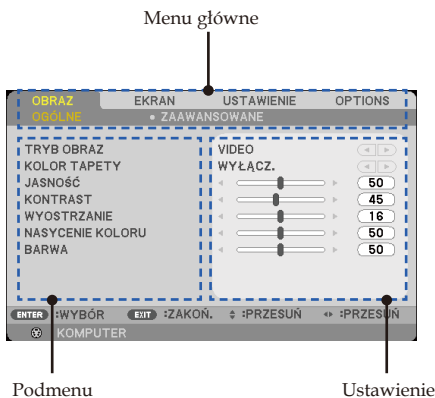 Menu główne
OBRAZ EKRAN USTAWIENIE OPTIONS
OGÓLNE • ZAAWANSOWANE
TRYB OBRAZ VIDEO
KOLOR TAPETY WYŁĄCZ.
JASNOŚĆ 50
KONTRAST 45
WYOSTRZANIE 16
NASYCENIE KOLORU 50
BARWA 50
ENTER :WYBÓR EXIT :ZAKOŃ. :PRZESUŃ :PRZESUŃ
KOMPUTER
Podmenu Ustawienie